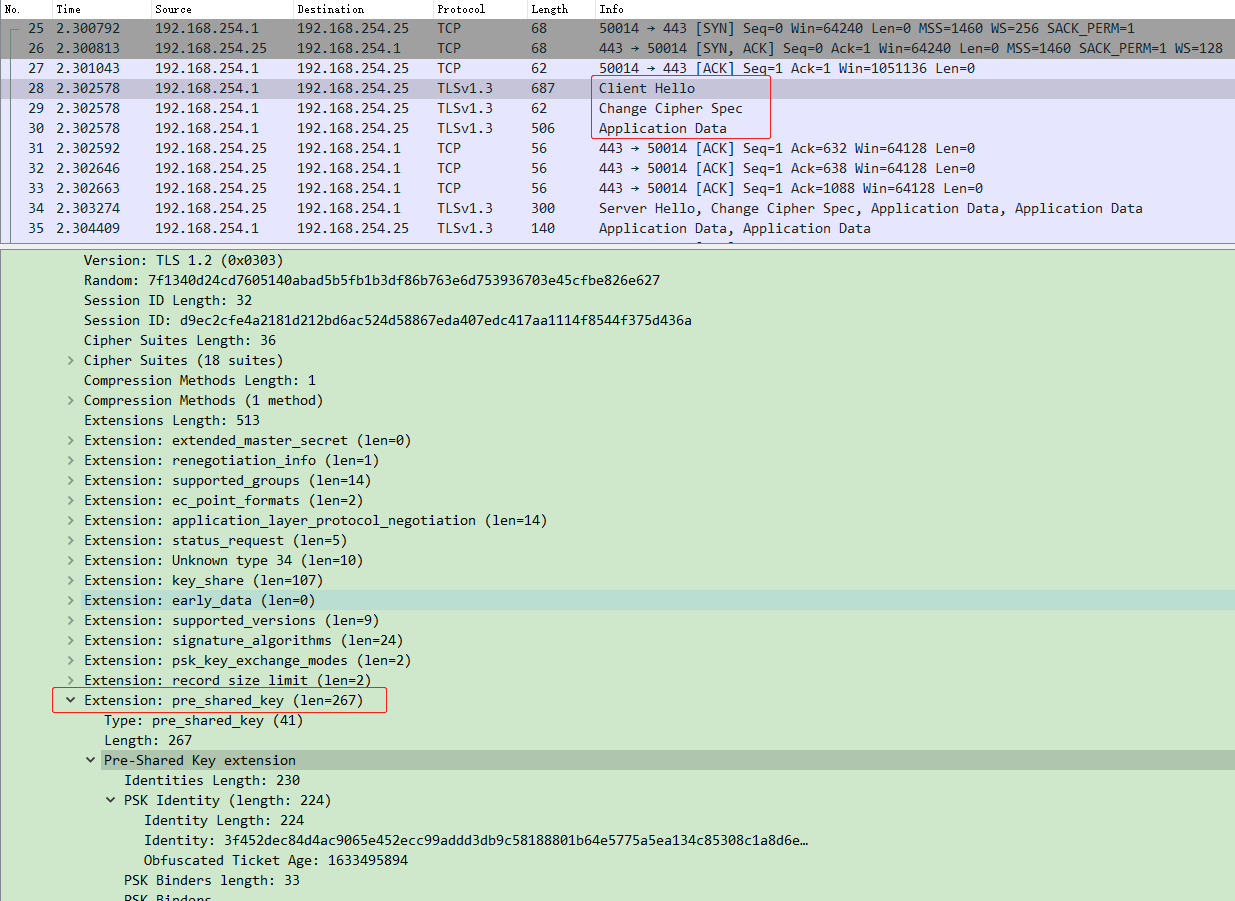 No. Time Source Destination Protocol Length Info
25 2.300792 192.168.254.1 192.168.254.25 TCP 68 50014 → 443 [SYN] Seq=0 Win=64240 Len=0 MSS=1460 WS=256 SACK_PERM=1
26 2.300813 192.168.254.25 192.168.254.1 TCP 68 443 → 50014 [SYN, ACK] Seq=0 Ack=1 Win=64240 Len=0 MSS=1460 SACK_PERM=1 WS=128
27 2.301043 192.168.254.1 192.168.254.25 TCP 62 50014 → 443 [ACK] Seq=1 Ack=1 Win=1051136 Len=0
28 2.302578 192.168.254.1 192.168.254.25 TLSv1.3 687 Client Hello
29 2.302578 192.168.254.1 192.168.254.25 TLSv1.3 62 Change Cipher Spec
30 2.302578 192.168.254.1 192.168.254.25 TLSv1.3 506 Application Data
31 2.302592 192.168.254.25 192.168.254.1 TCP 56 443 → 50014 [ACK] Seq=1 Ack=632 Win=64128 Len=0
32 2.302646 192.168.254.25 192.168.254.1 TCP 56 443 → 50014 [ACK] Seq=1 Ack=638 Win=64128 Len=0
33 2.302663 192.168.254.25 192.168.254.1 TCP 56 443 → 50014 [ACK] Seq=1 Ack=1088 Win=64128 Len=0
34 2.303274 192.168.254.25 192.168.254.1 TLSv1.3 300 Server Hello, Change Cipher Spec, Application Data, Application Data
35 2.304409 192.168.254.1 192.168.254.25 TLSv1.3 140 Application Data, Application Data
Version: TLS 1.2 (0x0303)
Random: 7f1340d24cd7605140abad5b5fb1b3df86b763e6d753936703e45cfbe826e627
Session ID Length: 32
Session ID: d9ec2cfe4a2181d212bd6ac524d58867eda407edc417aa1114f8544f375d436a
Cipher Suites Length: 36
Cipher Suites (18 suites)
Compression Methods Length: 1
Compression Methods (1 method)
Extensions Length: 513
Extension: extended_master_secret (len=0)
Extension: renegotiation_info (len=1)
Extension: supported_groups (len=14)
Extension: ec_point_formats (len=2)
Extension: application_layer_protocol_negotiation (len=14)
Extension: status_request (len=5)
Extension: Unknown type 34 (len=10)
Extension: key_share (len=107)
Extension: early_data (len=0)
Extension: supported_versions (len=9)
Extension: signature_algorithms (len=24)
Extension: psk_key_exchange_modes (len=2)
Extension: record_size_limit (len=2)
Extension: pre_shared_key (len=267)
Type: pre_shared_key (41)
Length: 267
Pre-Shared Key extension
Identities Length: 230
PSK Identity (length: 224)
Identity Length: 224
Identity: 3f452dec84d4ac9065e452ecc99addd3db9c58188801b64e5775a5ea134c85308c1a8d6e…
Obfuscated Ticket Age: 1633495894
PSK Binders length: 33
PSK Binders